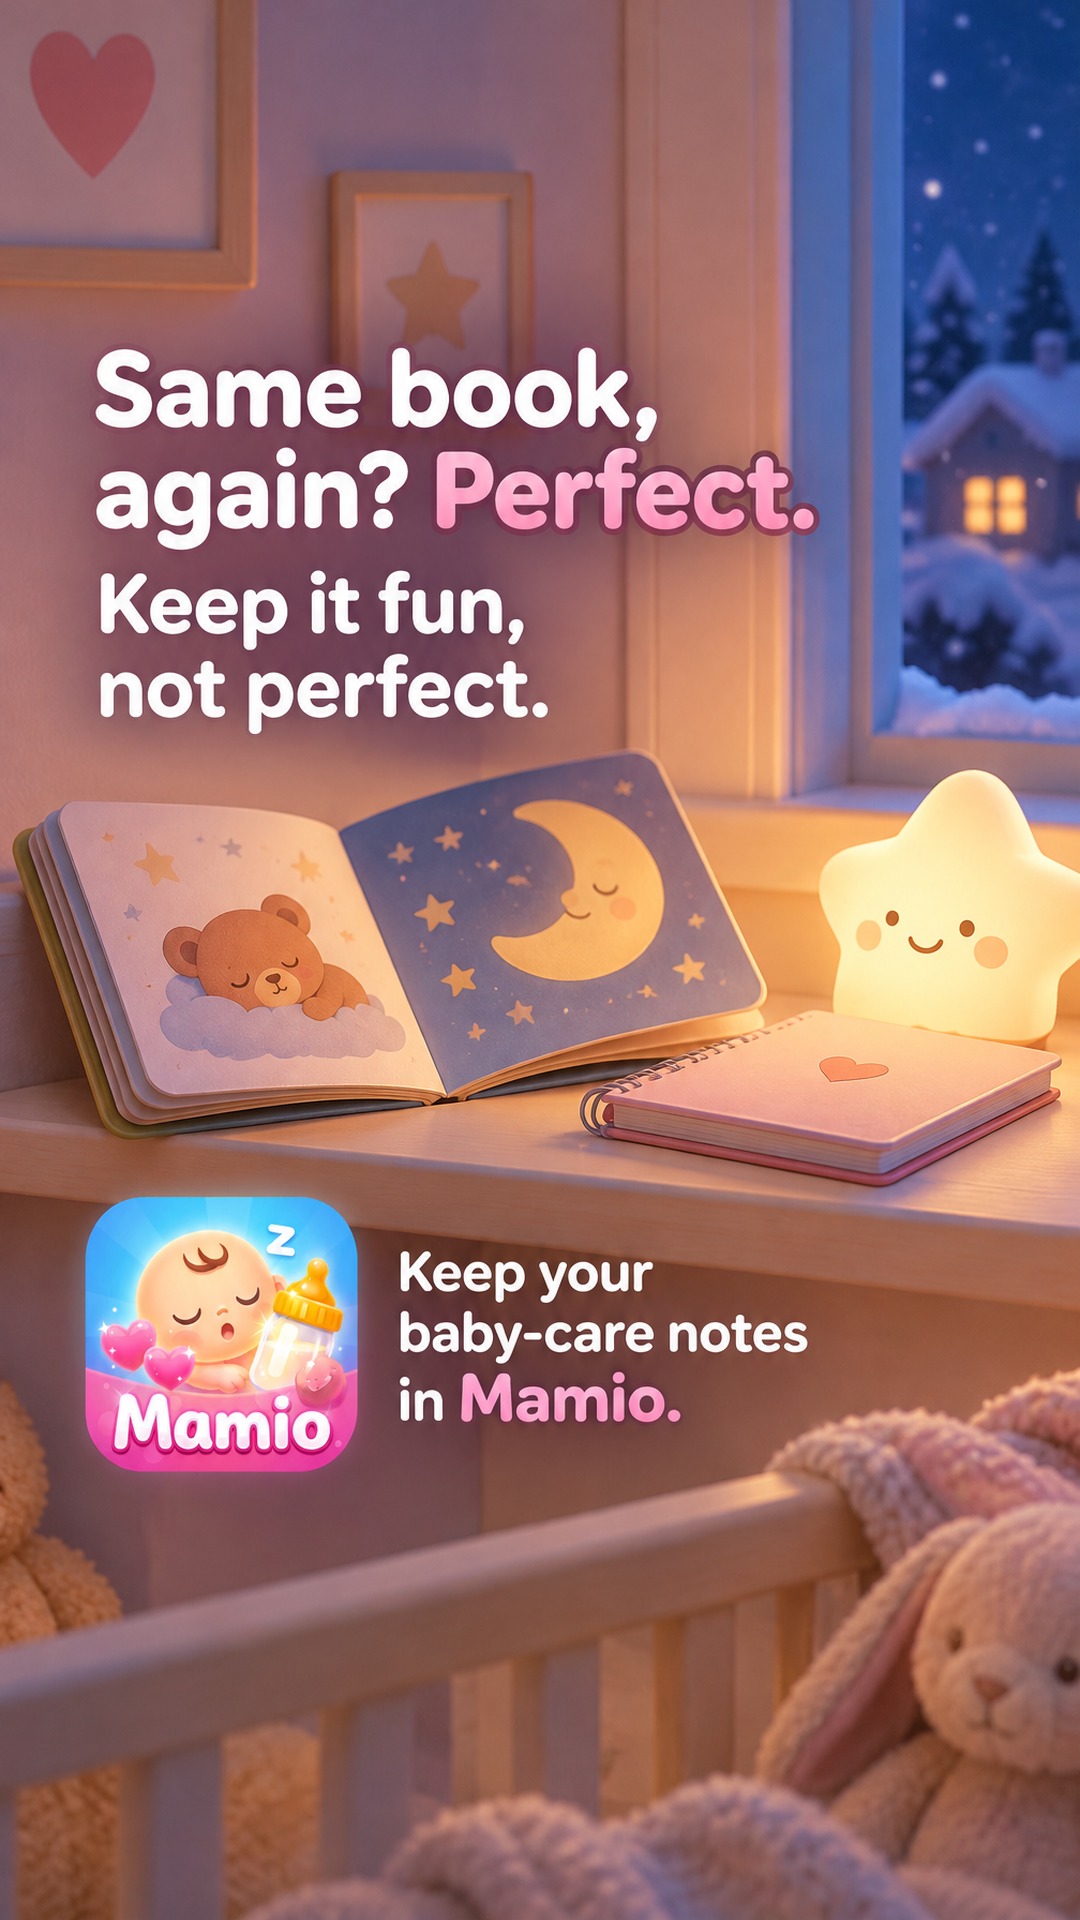 Same book,
again? Perfect.
Keep it fun,
not perfect.
z
Mamio
Keep your
baby-care notes
in Mamio.